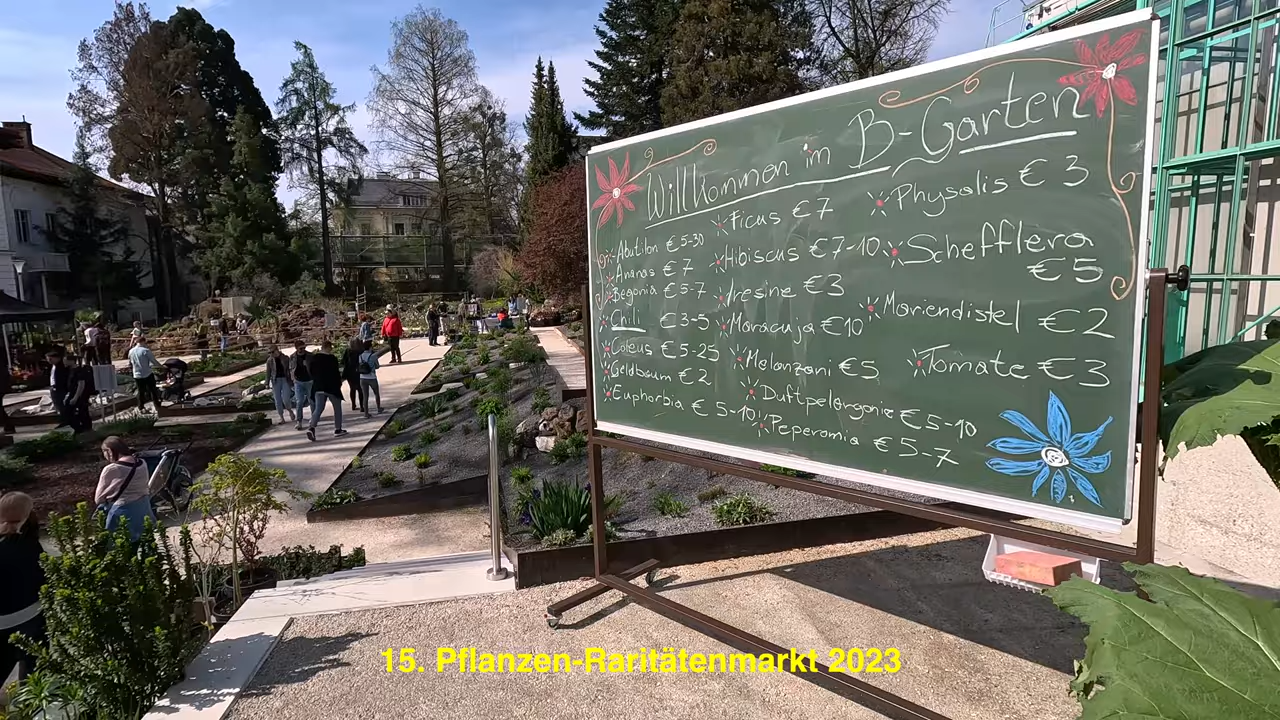 Willkommen im B-Garten
Abutilon €5-30
Ananas €7
Begonia €5-7
Chili €3-5
Coleus €5-25
Geldbaum €2
Euphorbia €5-10
Ficus €7
Hibiscus €7-10
Iresine €3
Maracuja €10
Melanzani €5
Duftpelargonie €5-10
Peperomia €5-7
Physalis €3
Schefflera
€5
Mariendistel €2
Tomate €3
15. Pflanzen-Raritätenmarkt 2023